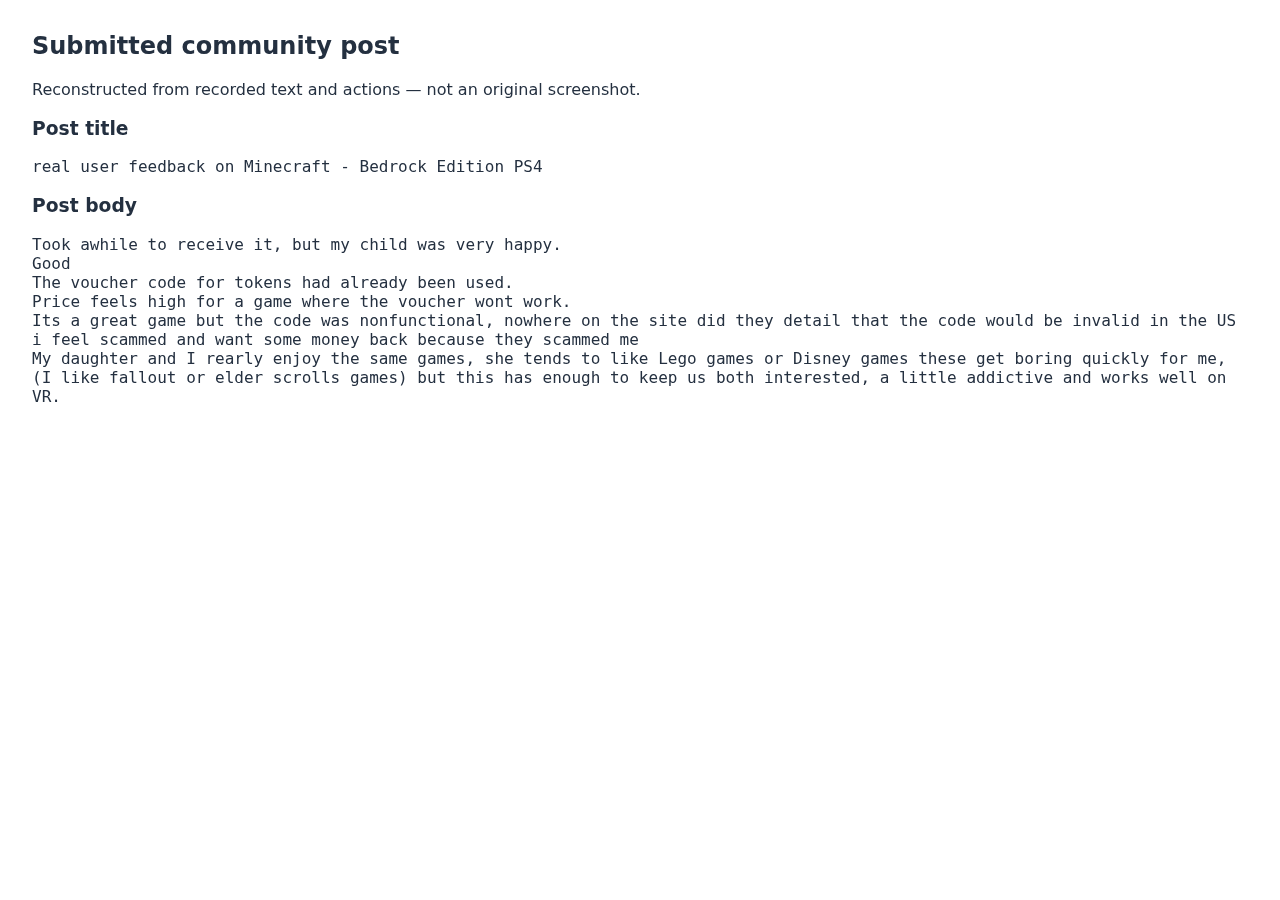 Submitted community post
Reconstructed from recorded text and actions — not an original screenshot.
Post title
real user feedback on Minecraft - Bedrock Edition PS4
Post body
Took awhile to receive it, but my child was very happy.
Good
The voucher code for tokens had already been used.
Price feels high for a game where the voucher wont work.
Its a great game but the code was nonfunctional, nowhere on the site did they detail that the code would be invalid in the US
i feel scammed and want some money back because they scammed me
My daughter and I rearly enjoy the same games, she tends to like Lego games or Disney games these get boring quickly for me,
(I like fallout or elder scrolls games) but this has enough to keep us both interested, a little addictive and works well on
VR.